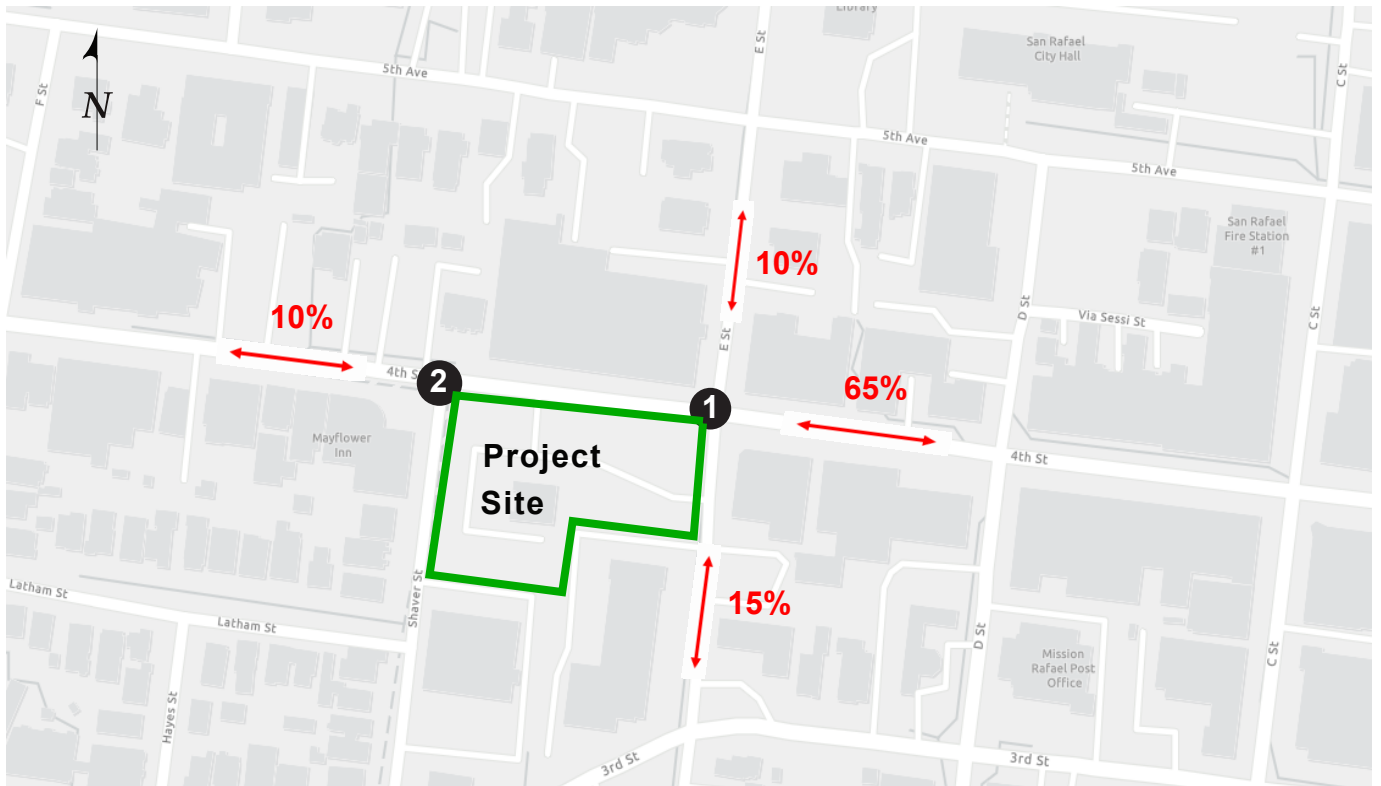 Library
E St
San Rafael
City Hall
5th Ave
C St
F St
N
5th Ave
5th Ave
San Rafael
Fire Station
#1
10%
10%
D St
Via Sessi St
C St
E St
4th S
2
1
65%
Mayflower
Inn
Project
Site
4th St
Latham St
Shaver St
Latham St
15%
D St
Mission
Rafael Post
Office
C St
Hayes St
3rd St
3rd St